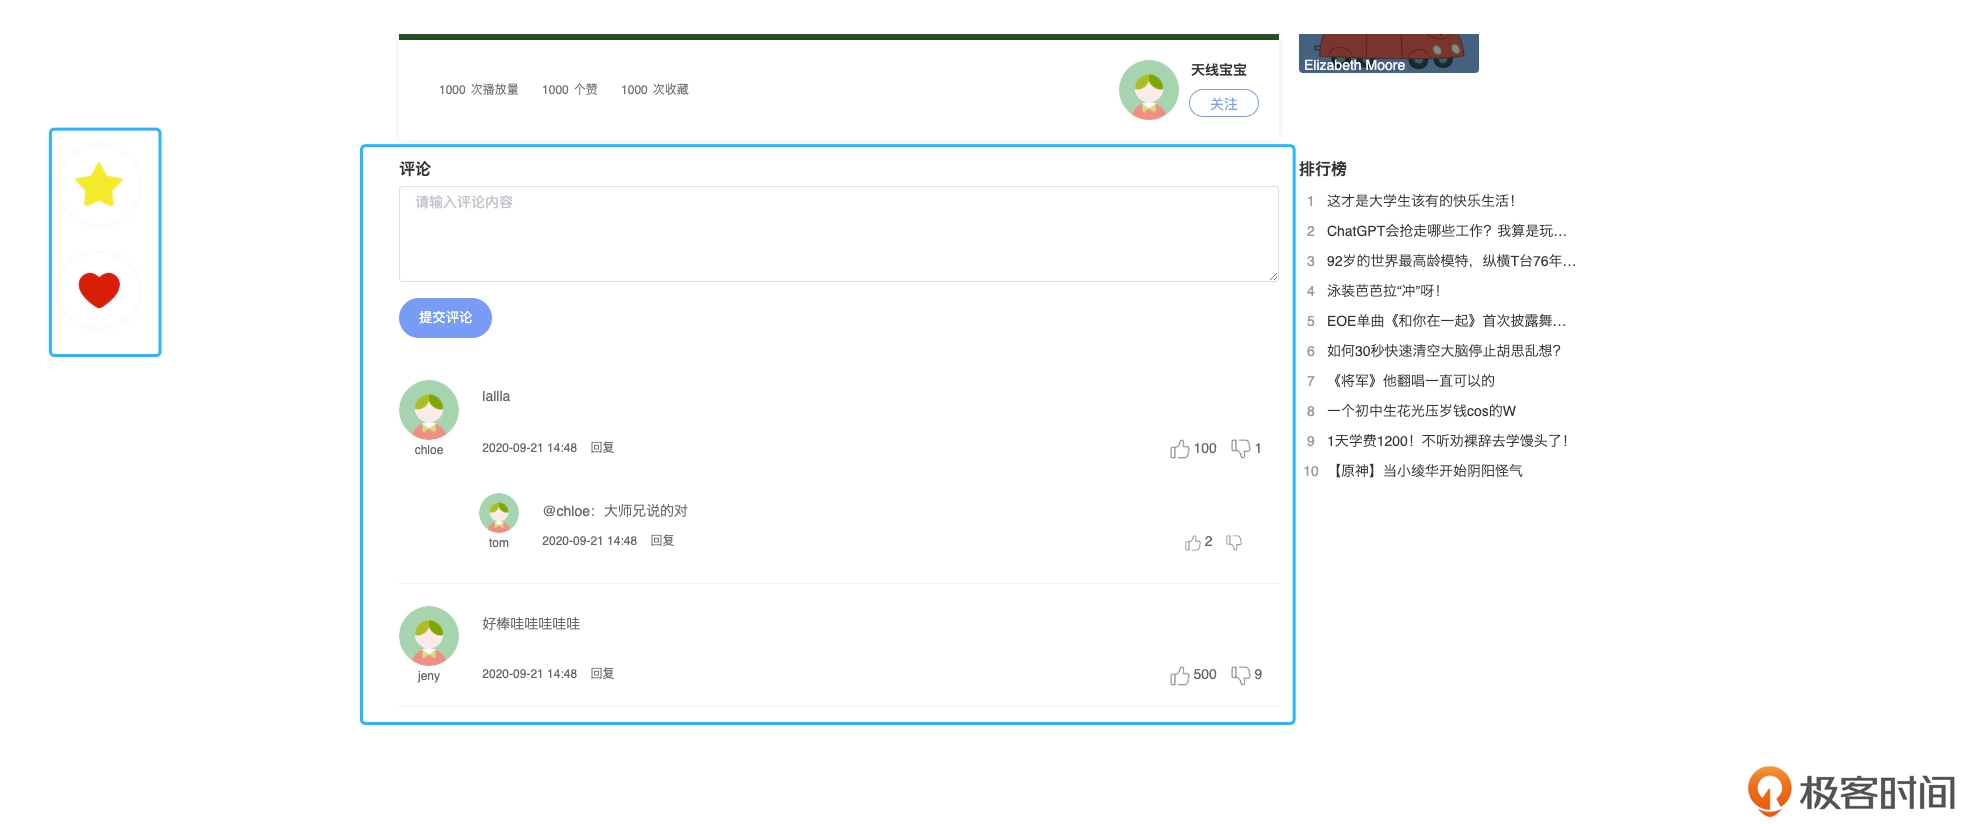 Elizabeth Moore
1000 次播放量 1000 个赞 1000 次收藏
天线宝宝
关注
评论
请输入评论内容
提交评论
lallla
chloe
2020-09-21 14:48 回复
100 1
@chloe：大师兄说的对
tom
2020-09-21 14:48 回复
2
好棒哇哇哇哇哇
jeny
2020-09-21 14:48 回复
500 9
排行榜
1 这才是大学生该有的快乐生活！
2 ChatGPT会抢走哪些工作？我算是玩...
3 92岁的世界最高龄模特，纵横T台76年...
4 泳装芭芭拉“冲”呀！
5 EOE单曲《和你在一起》首次披露舞...
6 如何30秒快速清空大脑停止胡思乱想？
7 《将军》他翻唱一直可以的
8 一个初中生花光压岁钱cos的W
9 1天学费1200！不听劝裸辞去学馒头了！
10 【原神】当小绫华开始阴阳怪气
极客时间